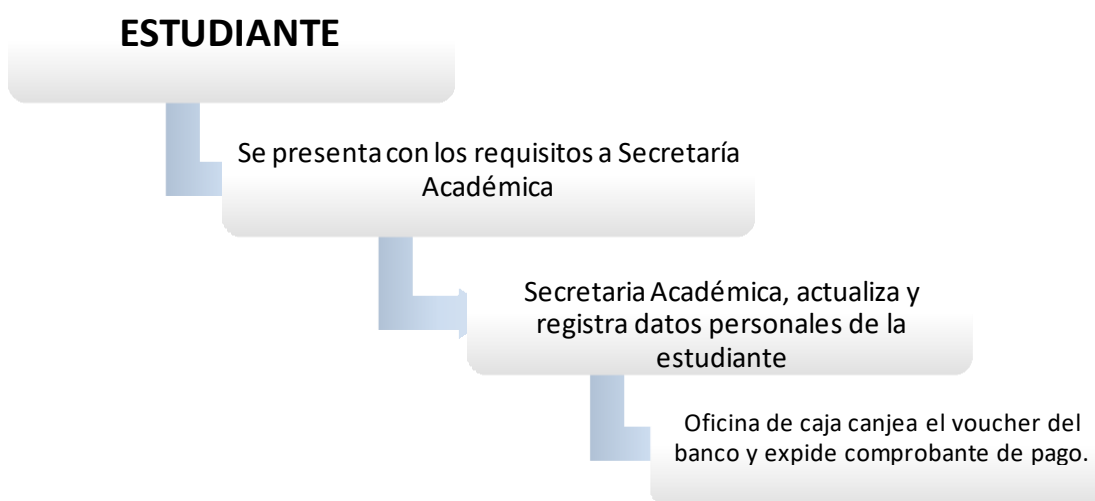 ESTUDIANTE
Se presenta con los requisitos a Secretaría
Académica
Secretaria Académica, actualiza y
registra datos personales de la
estudiante
Oficina de caja canjea el voucher del
banco y expide comprobante de pago.